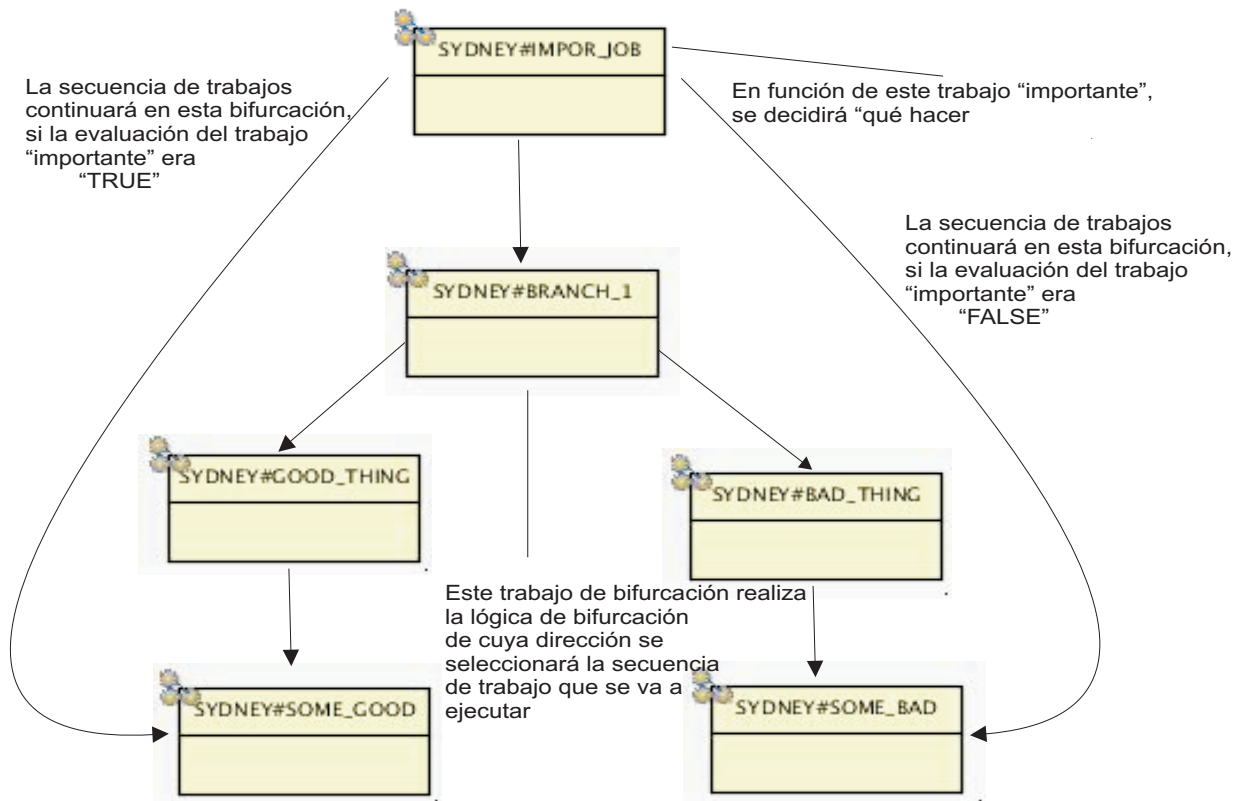 SYDNEY#IMPOR_JOB
La secuencia de trabajos
continuará en esta bifurcación,
si la evaluación del trabajo
“importante” era
“TRUE”
En función de este trabajo “importante”,
se decidirá “qué hacer
La secuencia de trabajos
continuará en esta bifurcación,
si la evaluación del trabajo
“importante” era
“FALSE”
SYDNEY#BRANCH_1
SYDNEY#GOOD_THING
SYDNEY#BAD_THING
Este trabajo de bifurcación realiza
la lógica de bifurcación
de cuya dirección se
seleccionará la secuencia
de trabajo que se va a
ejecutar
SYDNEY#SOME_GOOD
SYDNEY#SOME_BAD